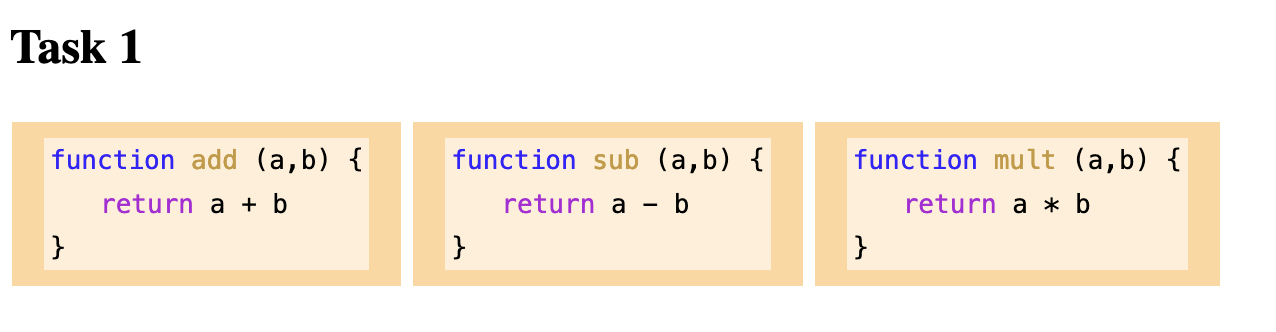 Task 1
function add (a,b) {
return a + b
}
function sub (a,b) {
return a - b
}
function mult (a,b) {
return a * b
}